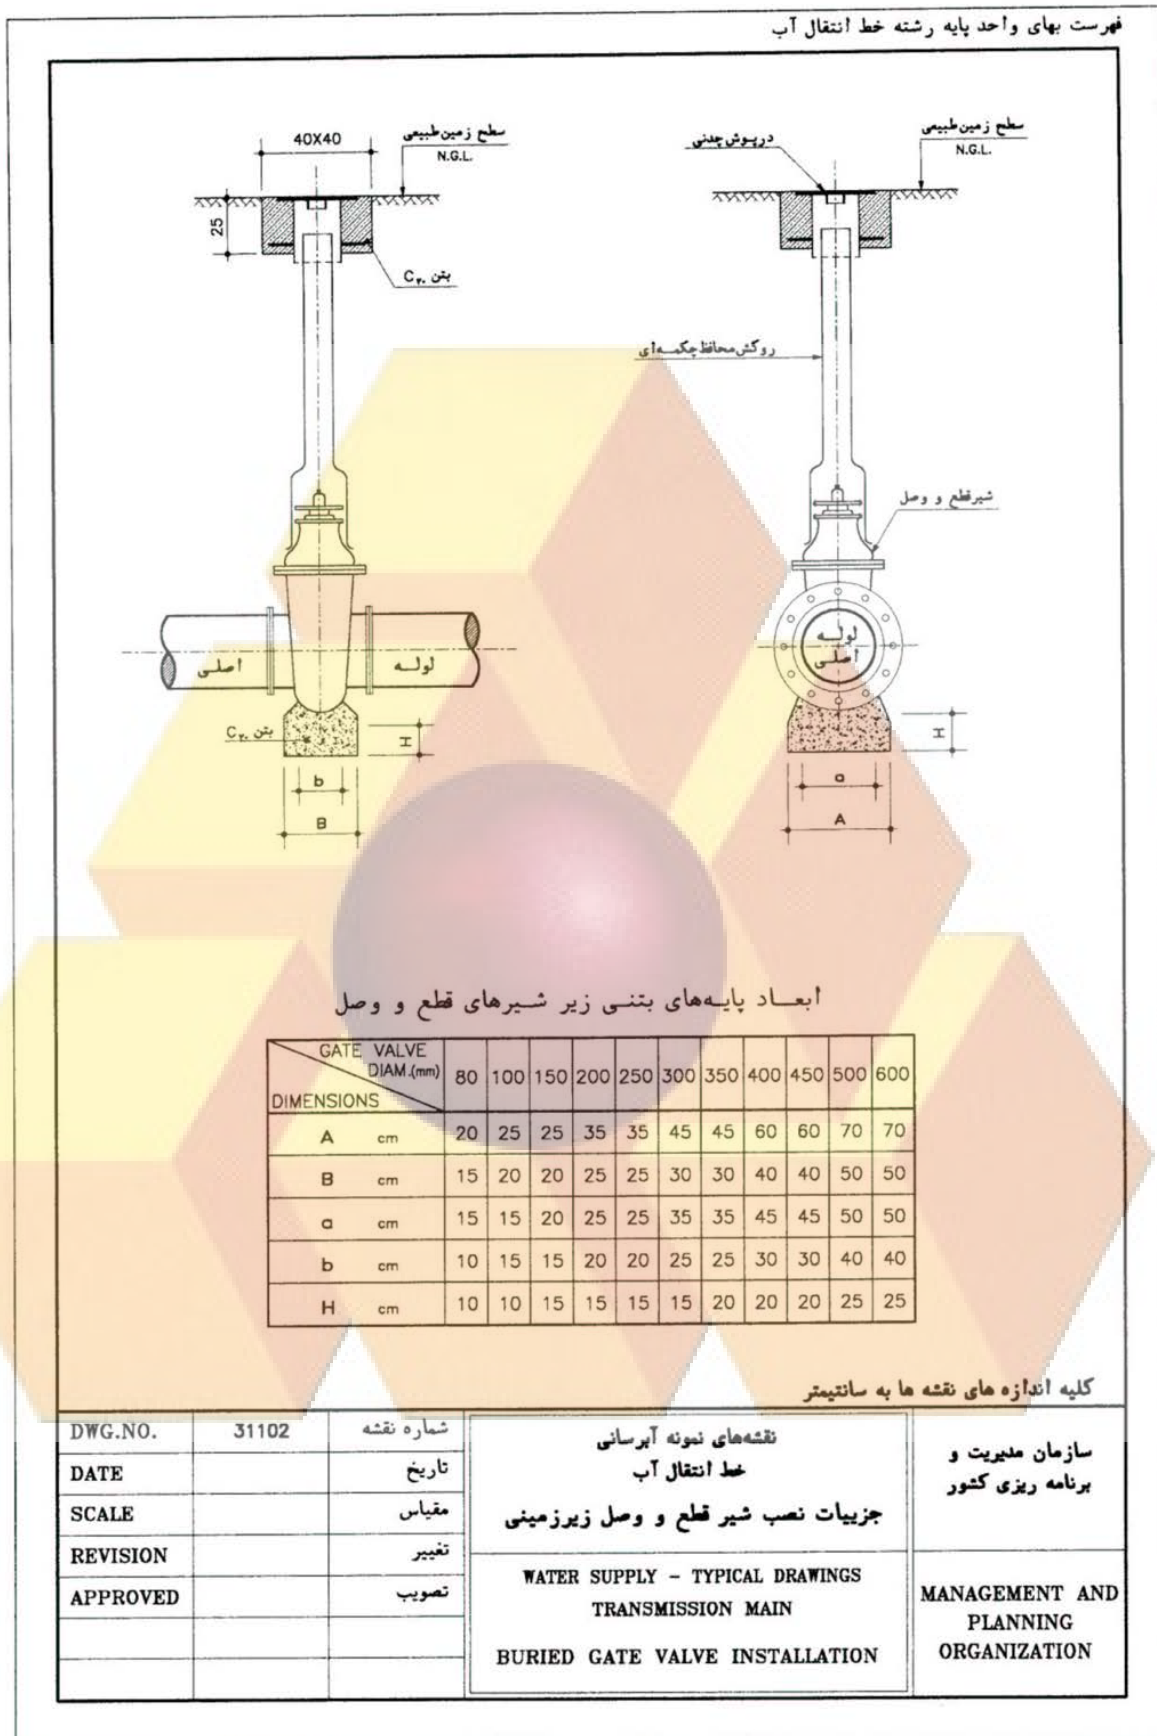 فهرست بهای واحد پایه رشته خط انتقال آب
40X40
سطح زمین طبیعی
N.G.L.
25
بتن C۲۰
درپوش چدنی
سطح زمین طبیعی
N.G.L.
روکش محافظ چکمه‌ای
شیر قطع و وصل
اصلی
لوله
لوله
اصلی
بتن C۲۰
H
b
B
H
a
A
ابعاد پایه‌های بتنی زیر شیرهای قطع و وصل
GATE VALVE DIAM.(mm) 80 100 150 200 250 300 350 400 450 500 600
DIMENSIONS
A cm 20 25 25 35 35 45 45 60 60 70 70
B cm 15 20 20 25 25 30 30 40 40 50 50
a cm 15 15 20 25 25 35 35 45 45 50 50
b cm 10 15 15 20 20 25 25 30 30 40 40
H cm 10 10 15 15 15 15 20 20 20 25 25
کلیه اندازه های نقشه ها به سانتیمتر
DWG.NO. 31102 شماره نقشه
DATE تاریخ
SCALE مقیاس
REVISION تغییر
APPROVED تصویب
نقشه‌های نمونه آبرسانی
خط انتقال آب
جزییات نصب شیر قطع و وصل زیرزمینی
WATER SUPPLY – TYPICAL DRAWINGS
TRANSMISSION MAIN
BURIED GATE VALVE INSTALLATION
سازمان مدیریت و
برنامه ریزی کشور
MANAGEMENT AND
PLANNING
ORGANIZATION